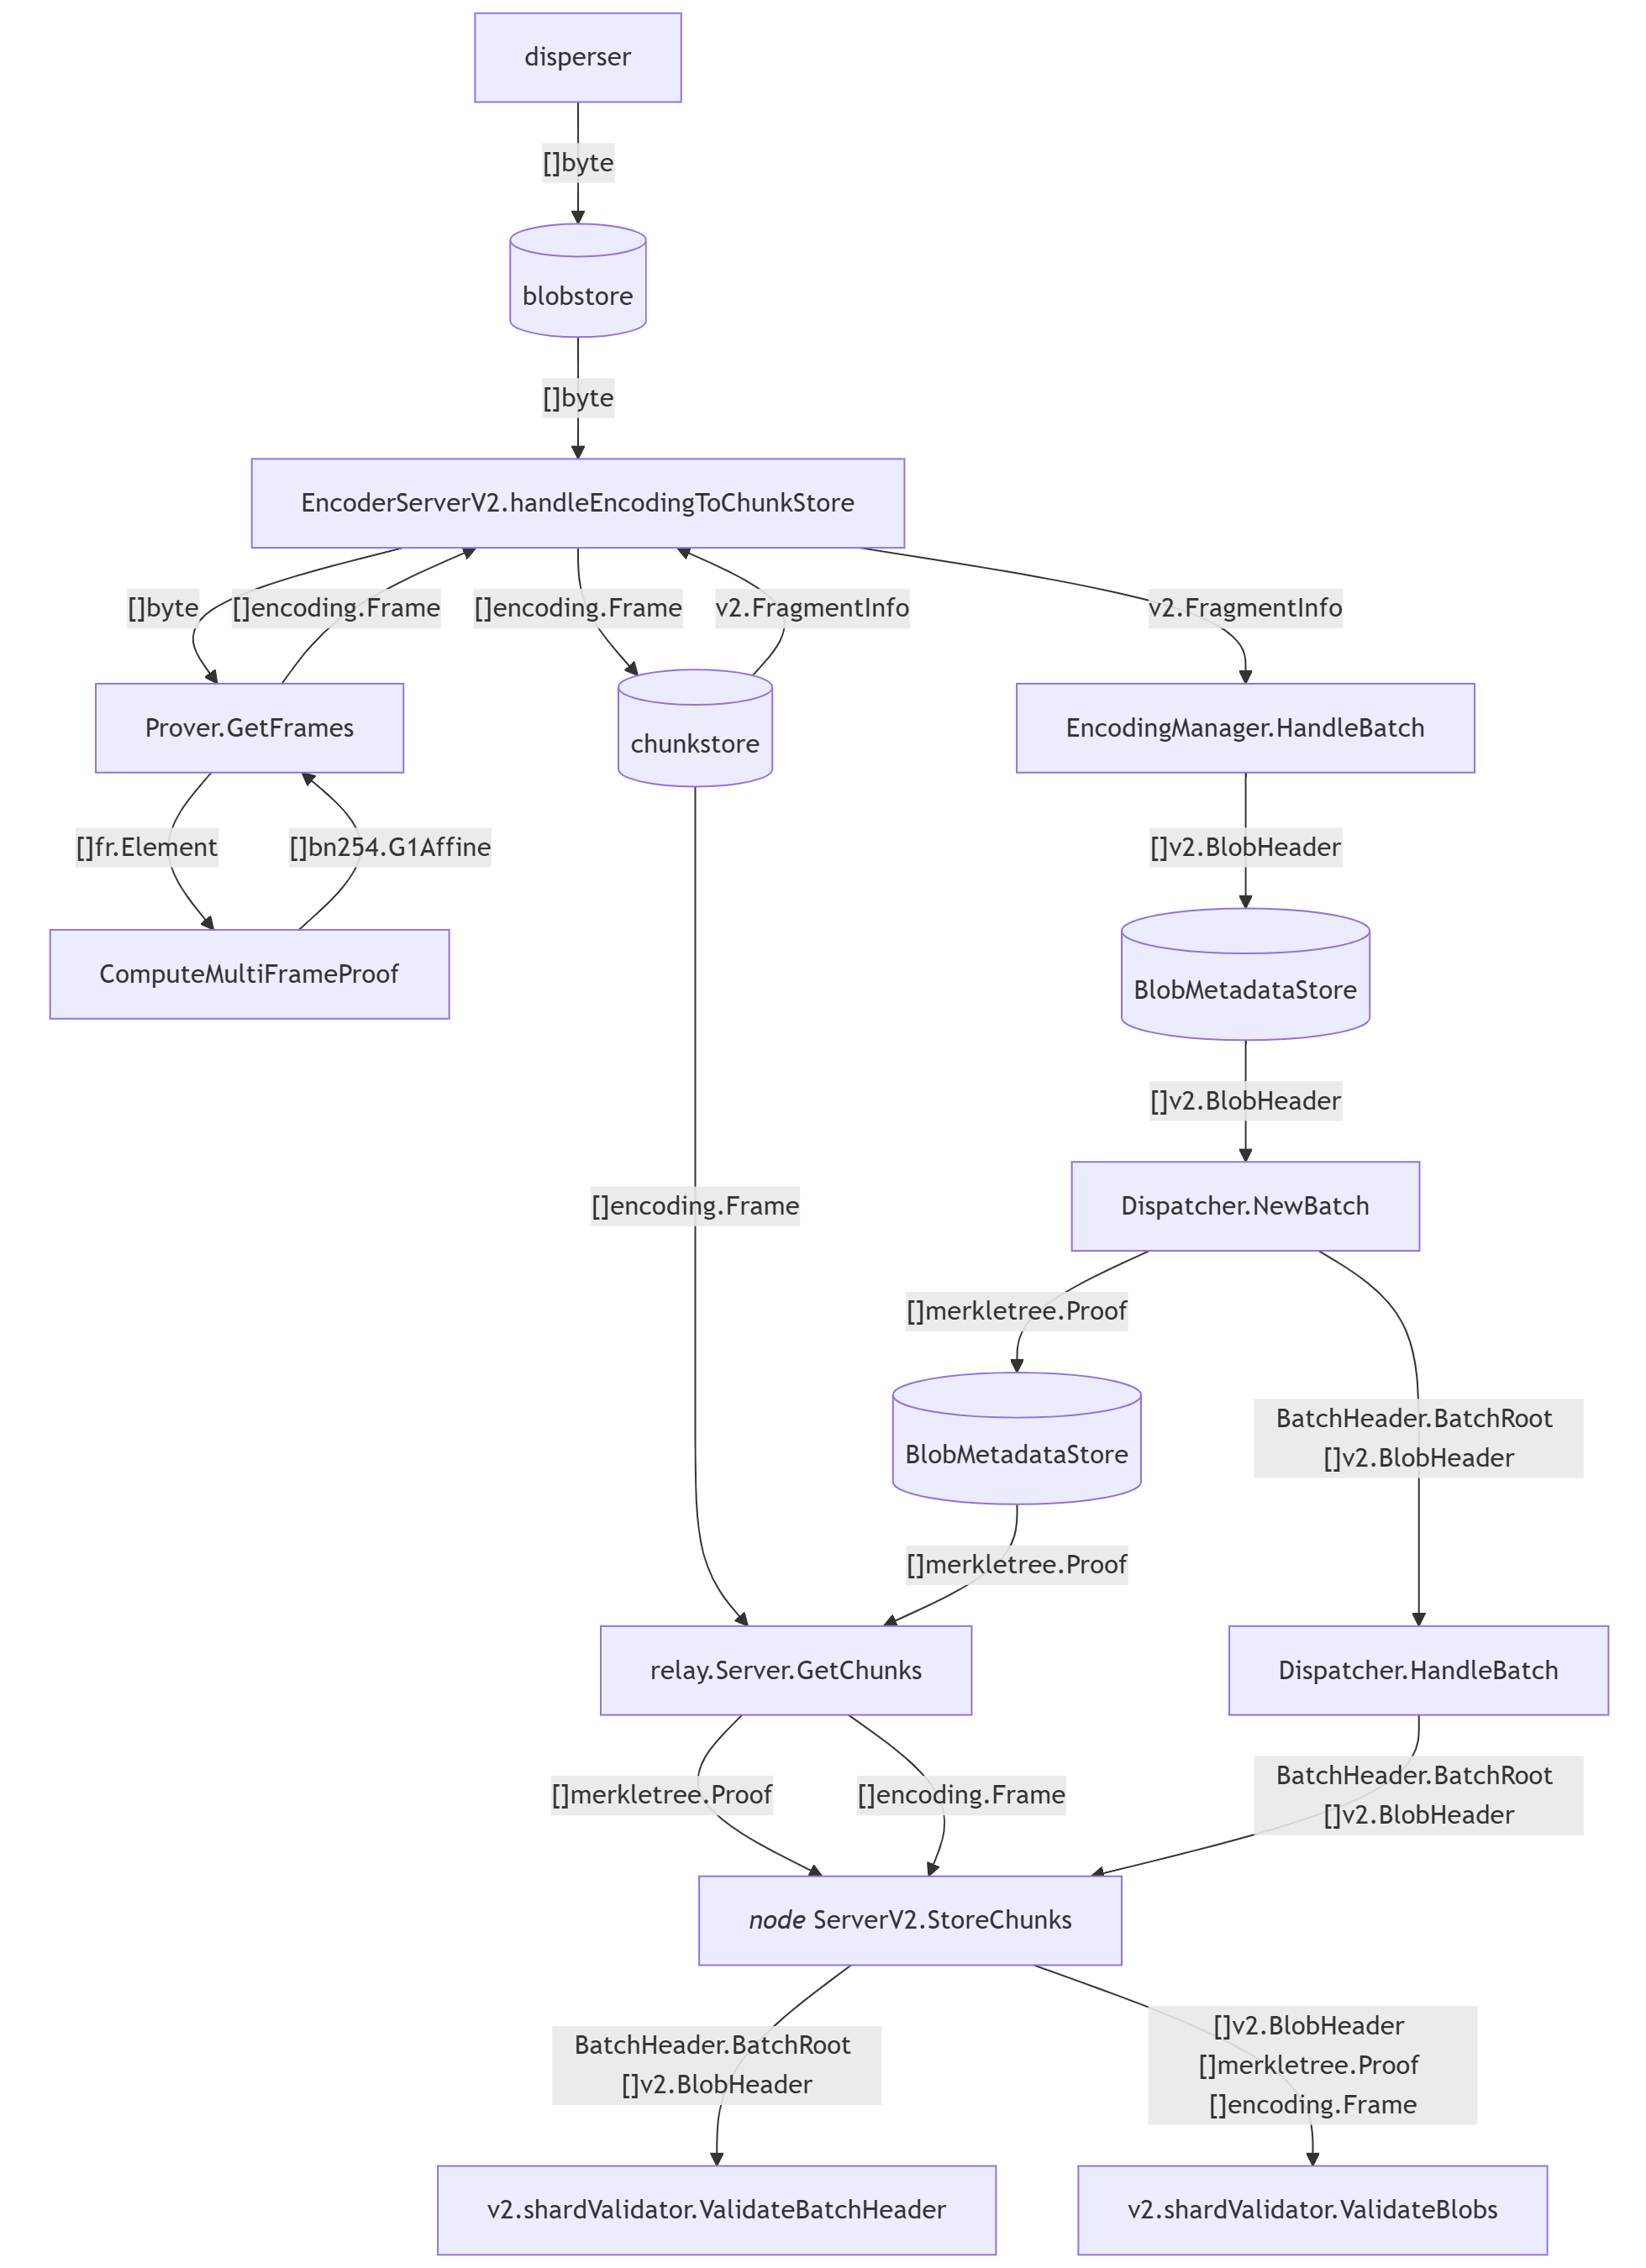 disperser
[]byte
blobstore
[]byte
EncoderServerV2.handleEncodingToChunkStore
[]byte
[]encoding.Frame
[]encoding.Frame
v2.FragmentInfo
v2.FragmentInfo
Prover.GetFrames
chunkstore
EncodingManager.HandleBatch
[]fr.Element
[]bn254.G1Affine
[]v2.BlobHeader
ComputeMultiFrameProof
BlobMetadataStore
[]v2.BlobHeader
[]encoding.Frame
Dispatcher.NewBatch
[]merkletree.Proof
BatchHeader.BatchRoot
[]v2.BlobHeader
BlobMetadataStore
[]merkletree.Proof
relay.Server.GetChunks
Dispatcher.HandleBatch
[]merkletree.Proof
[]encoding.Frame
BatchHeader.BatchRoot
[]v2.BlobHeader
node ServerV2.StoreChunks
BatchHeader.BatchRoot
[]v2.BlobHeader
[]v2.BlobHeader
[]merkletree.Proof
[]encoding.Frame
v2.shardValidator.ValidateBatchHeader
v2.shardValidator.ValidateBlobs